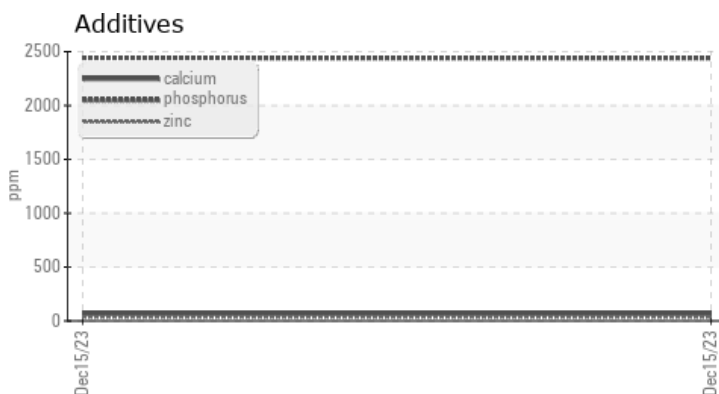 Additives
2500
2000
1500
1000
500
0
ppm
calcium
phosphorus
zinc
Dec15/23
Dec15/23